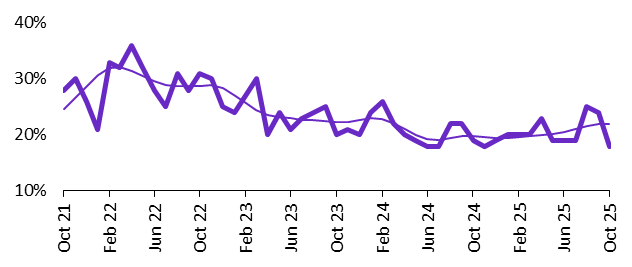 40%
30%
20%
10%
Oct 21
Feb 22
Jun 22
Oct 22
Feb 23
Jun 23
Oct 23
Feb 24
Jun 24
Oct 24
Feb 25
Jun 25
Oct 25